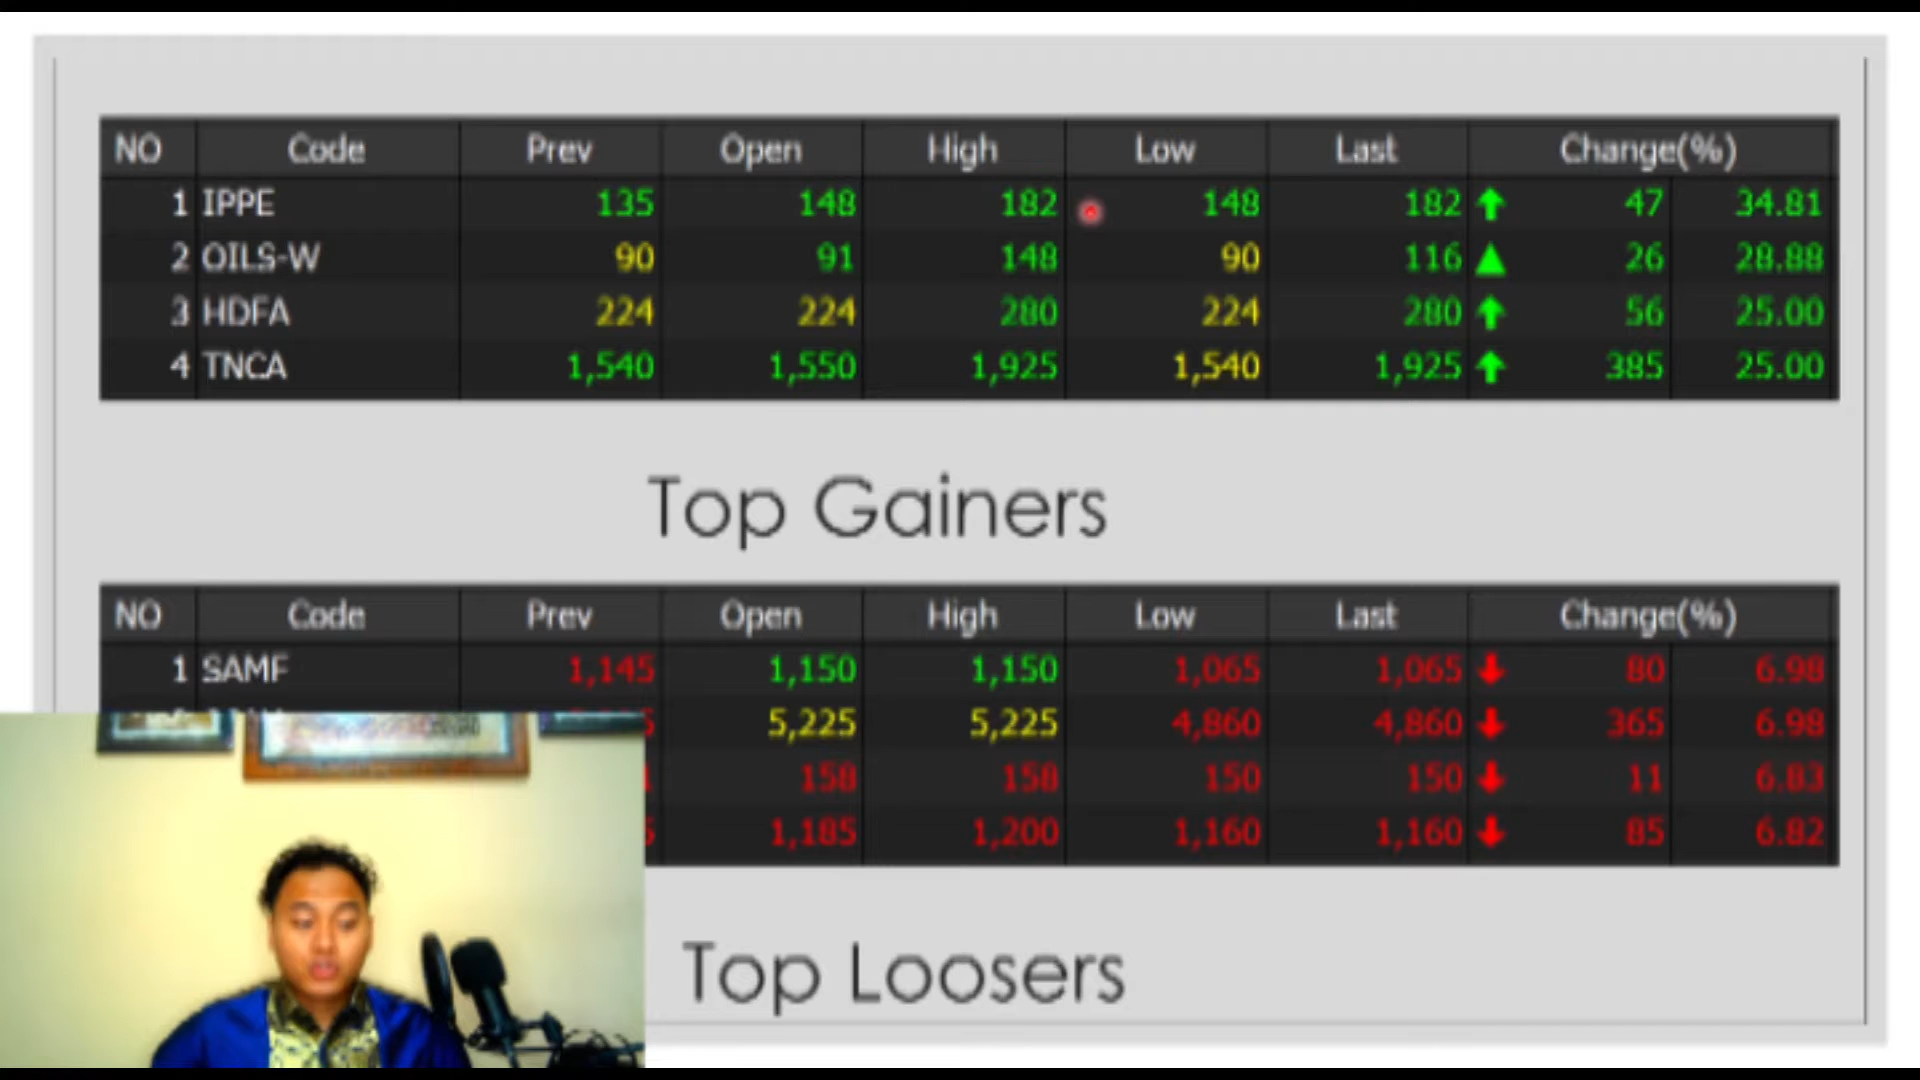 NO Code Prev Open High Low Last Change(%)
1 IPPE 135 148 182 148 182 47 34.81
2 OILS-W 90 91 148 90 116 26 28.88
3 HDFA 224 224 280 224 280 56 25.00
4 TNCA 1,540 1,550 1,925 1,540 1,925 385 25.00
Top Gainers
NO Code Prev Open High Low Last Change(%)
1 SAMF 1,145 1,150 1,150 1,065 1,065 80 6.98
5,225 5,225 4,860 4,860 365 6.98
158 158 150 150 11 6.83
1,185 1,200 1,160 1,160 85 6.82
Top Loosers